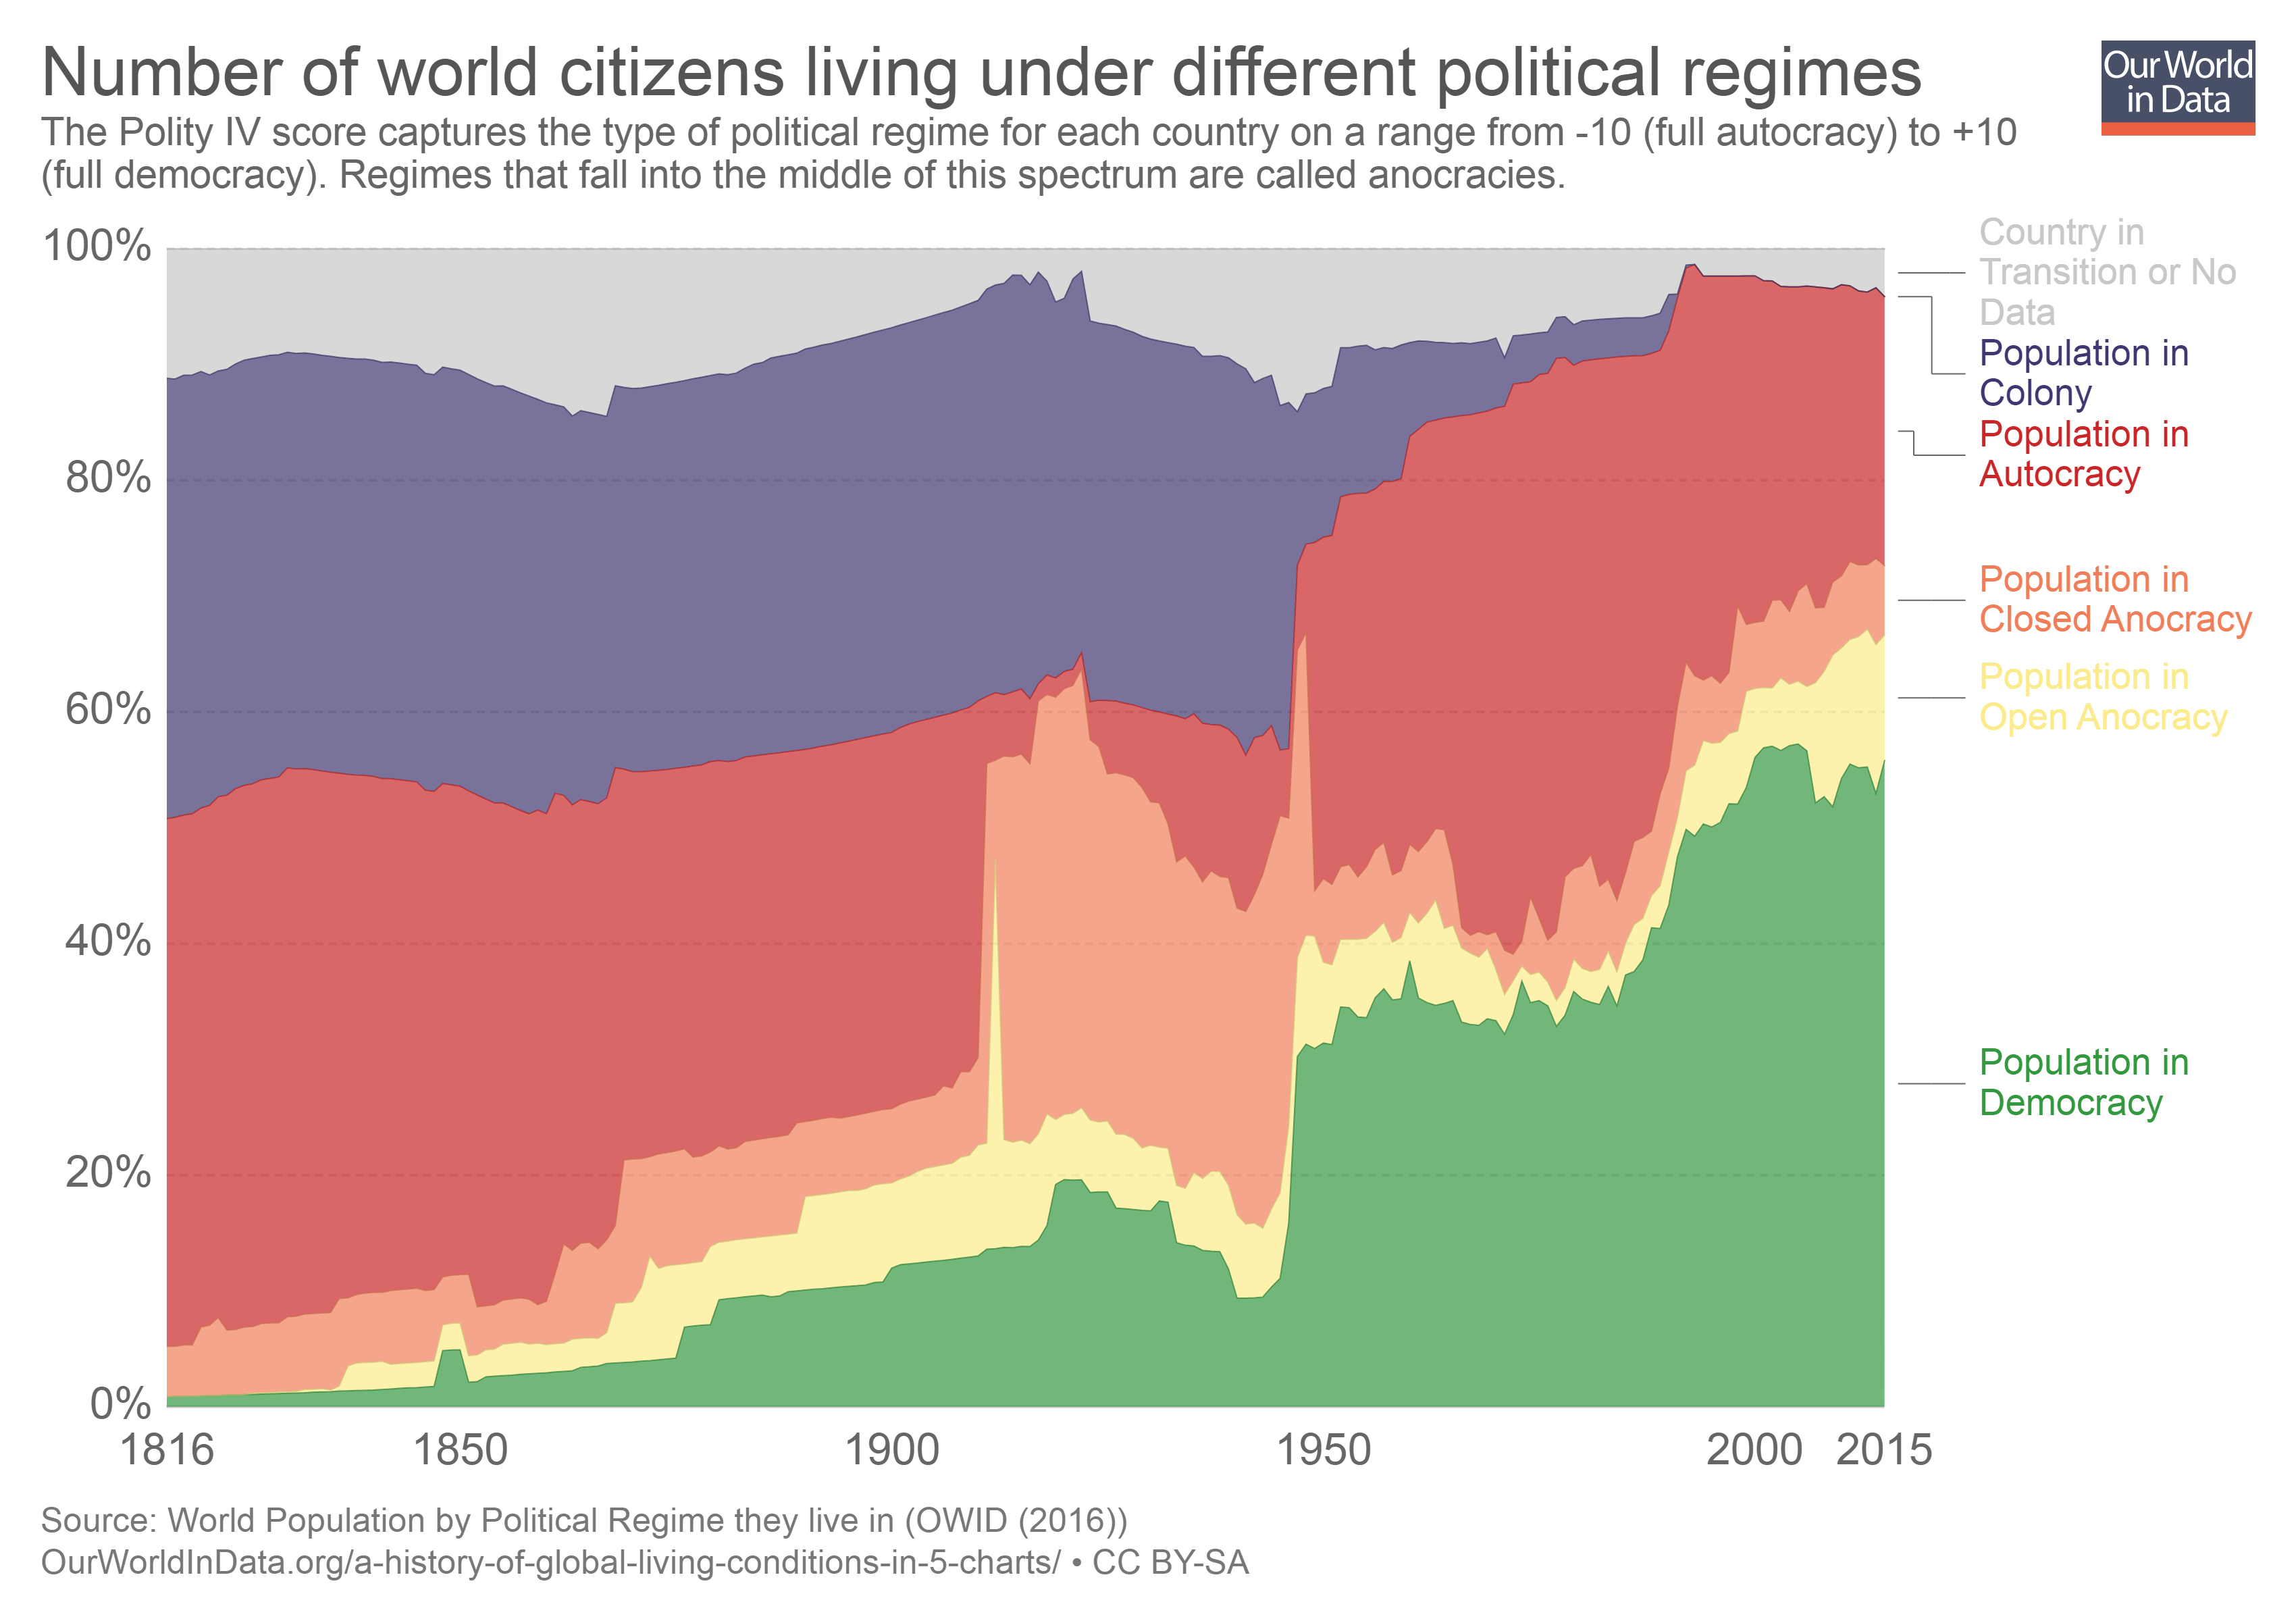 Number of world citizens living under different political regimes
The Polity IV score captures the type of political regime for each country on a range from -10 (full autocracy) to +10
(full democracy). Regimes that fall into the middle of this spectrum are called anocracies.
Our World
in Data
100%
80%
60%
40%
20%
0%
1816
1850
1900
1950
2000
2015
Country in
Transition or No
Data
Population in
Colony
Population in
Autocracy
Population in
Closed Anocracy
Population in
Open Anocracy
Population in
Democracy
Source: World Population by Political Regime they live in (OWID (2016))
OurWorldInData.org/a-history-of-global-living-conditions-in-5-charts/ • CC BY-SA